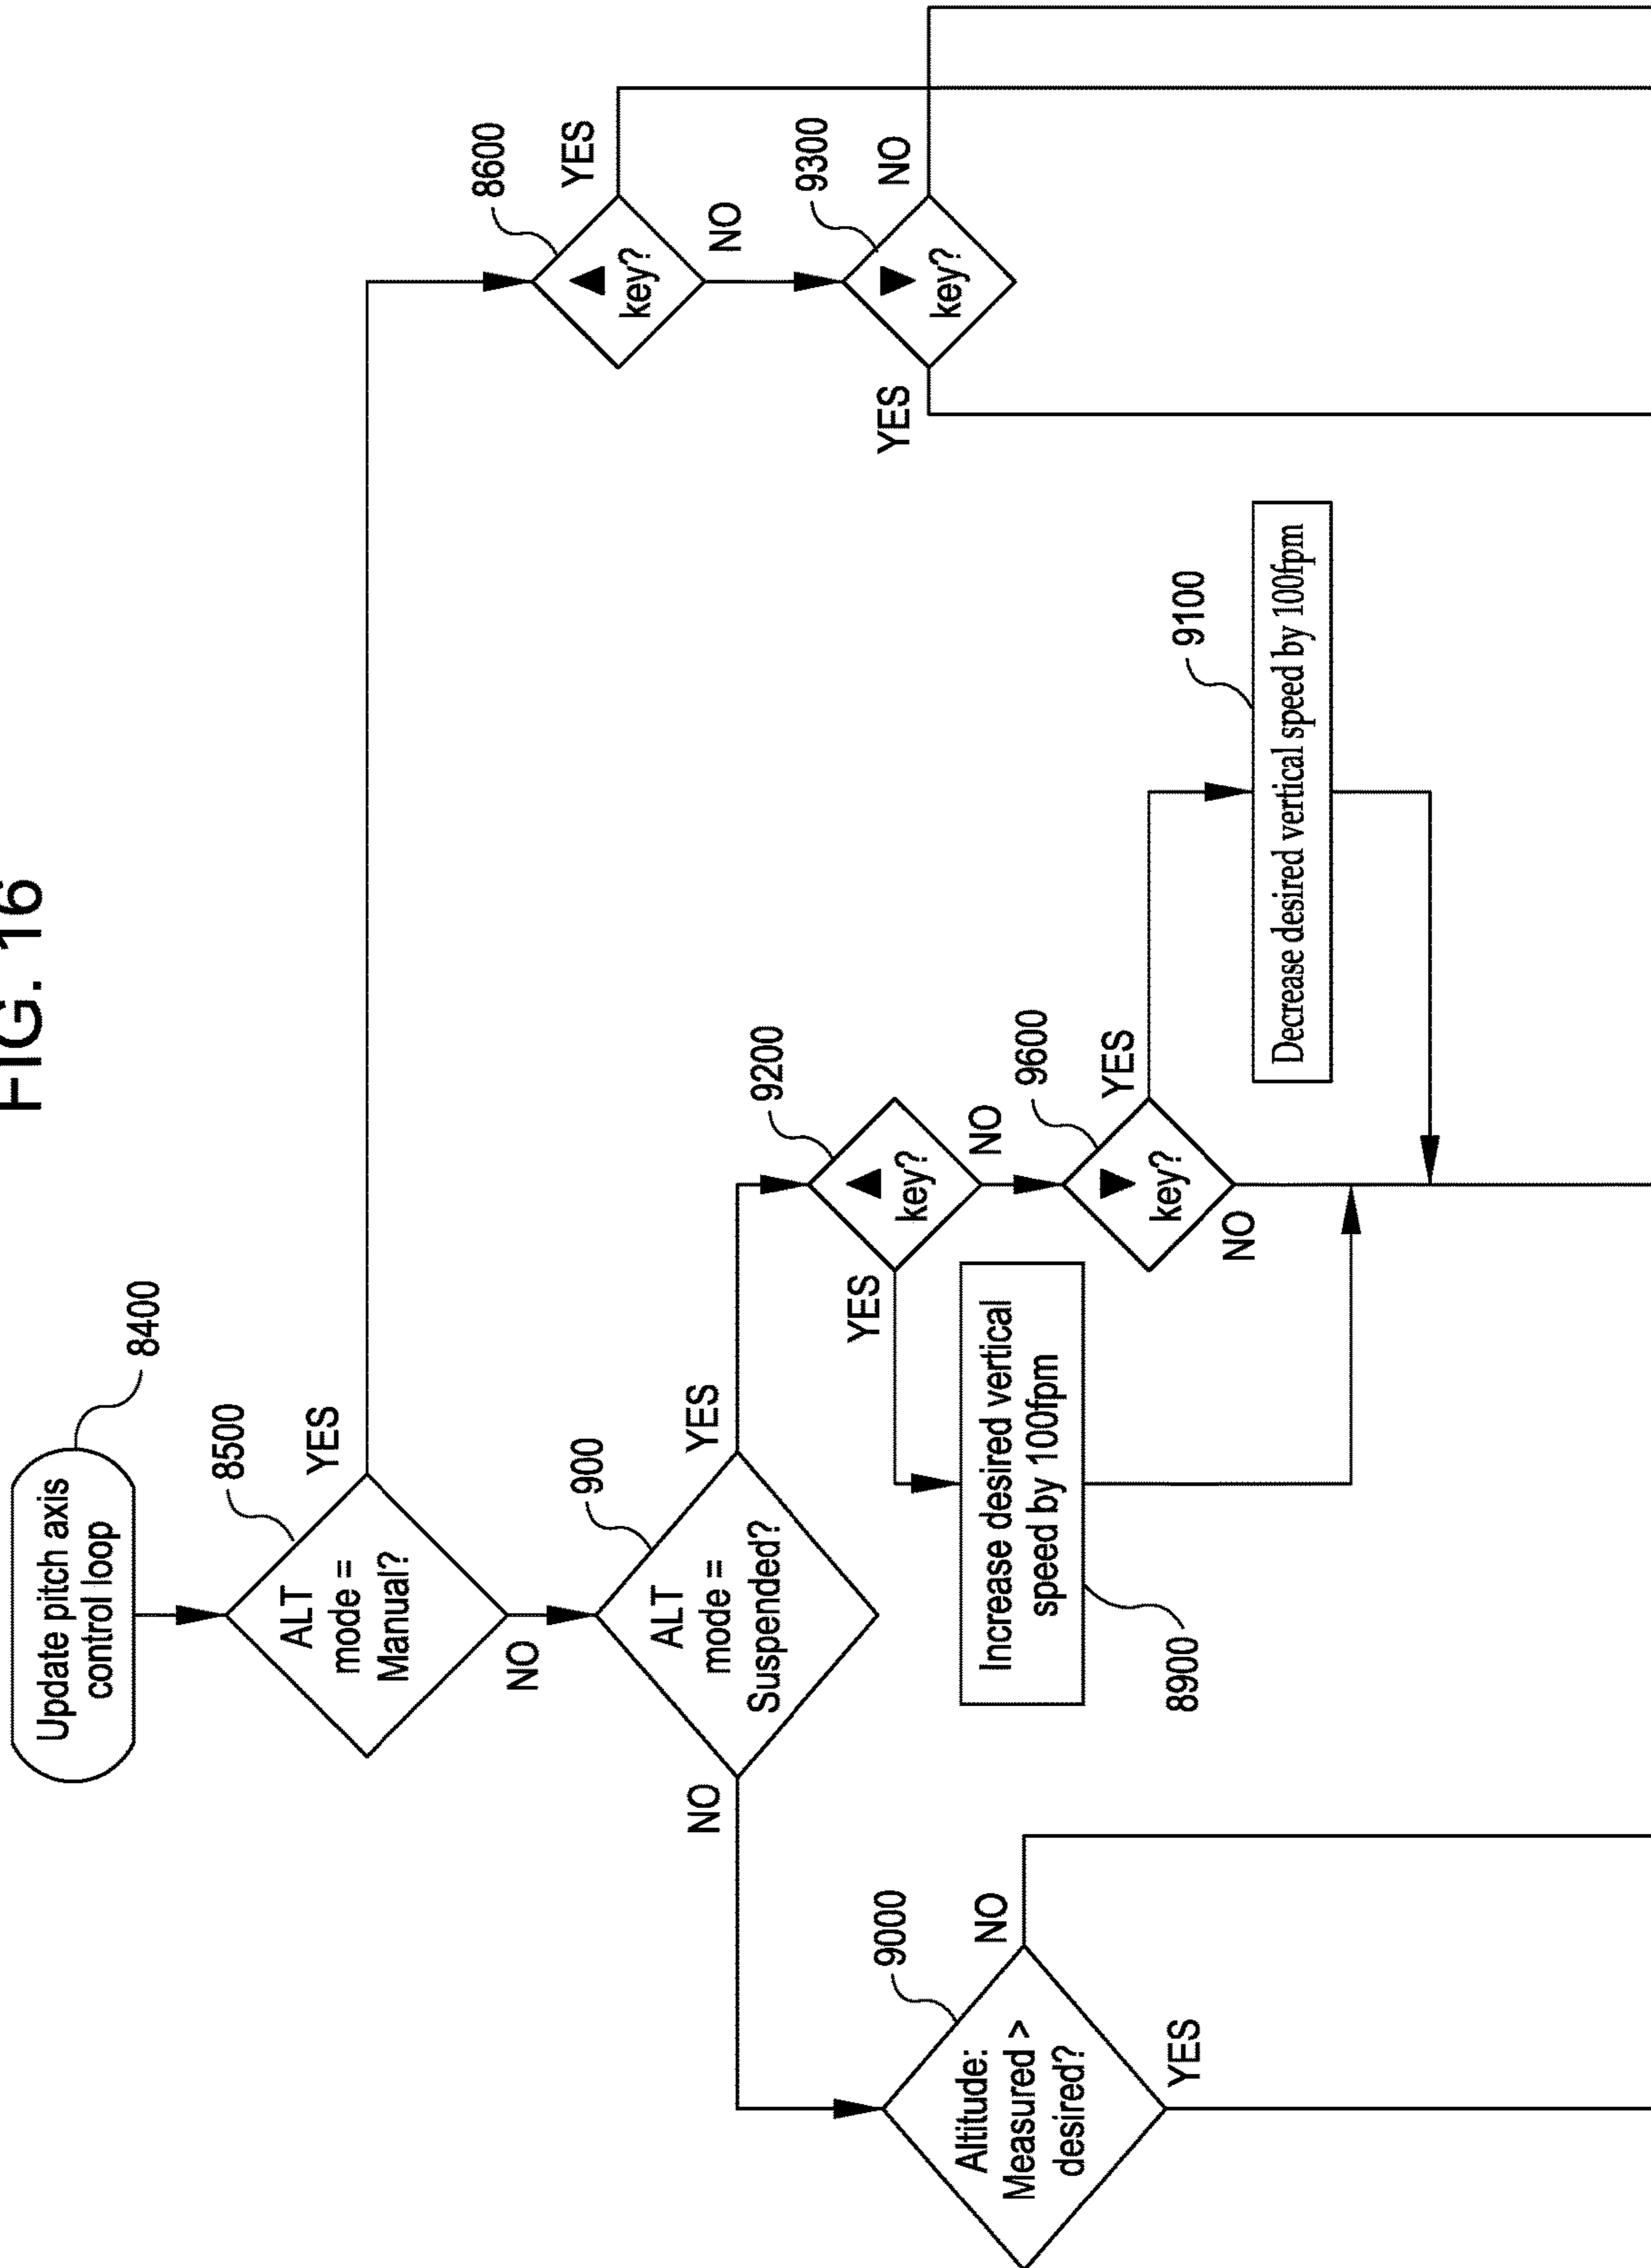 FIG. 16
Update pitch axis
control loop
8400
ALT
mode =
Manual?
8500
YES
NO
ALT
mode =
Suspended?
900
YES
NO
▲
key?
8600
YES
NO
▼
key?
9300
NO
YES
▲
key?
9200
YES
NO
▼
key?
9600
YES
NO
Increase desired vertical
speed by 100fpm
8900
Decrease desired vertical speed by 100fpm
9100
Altitude:
Measured >
desired?
9000
NO
YES